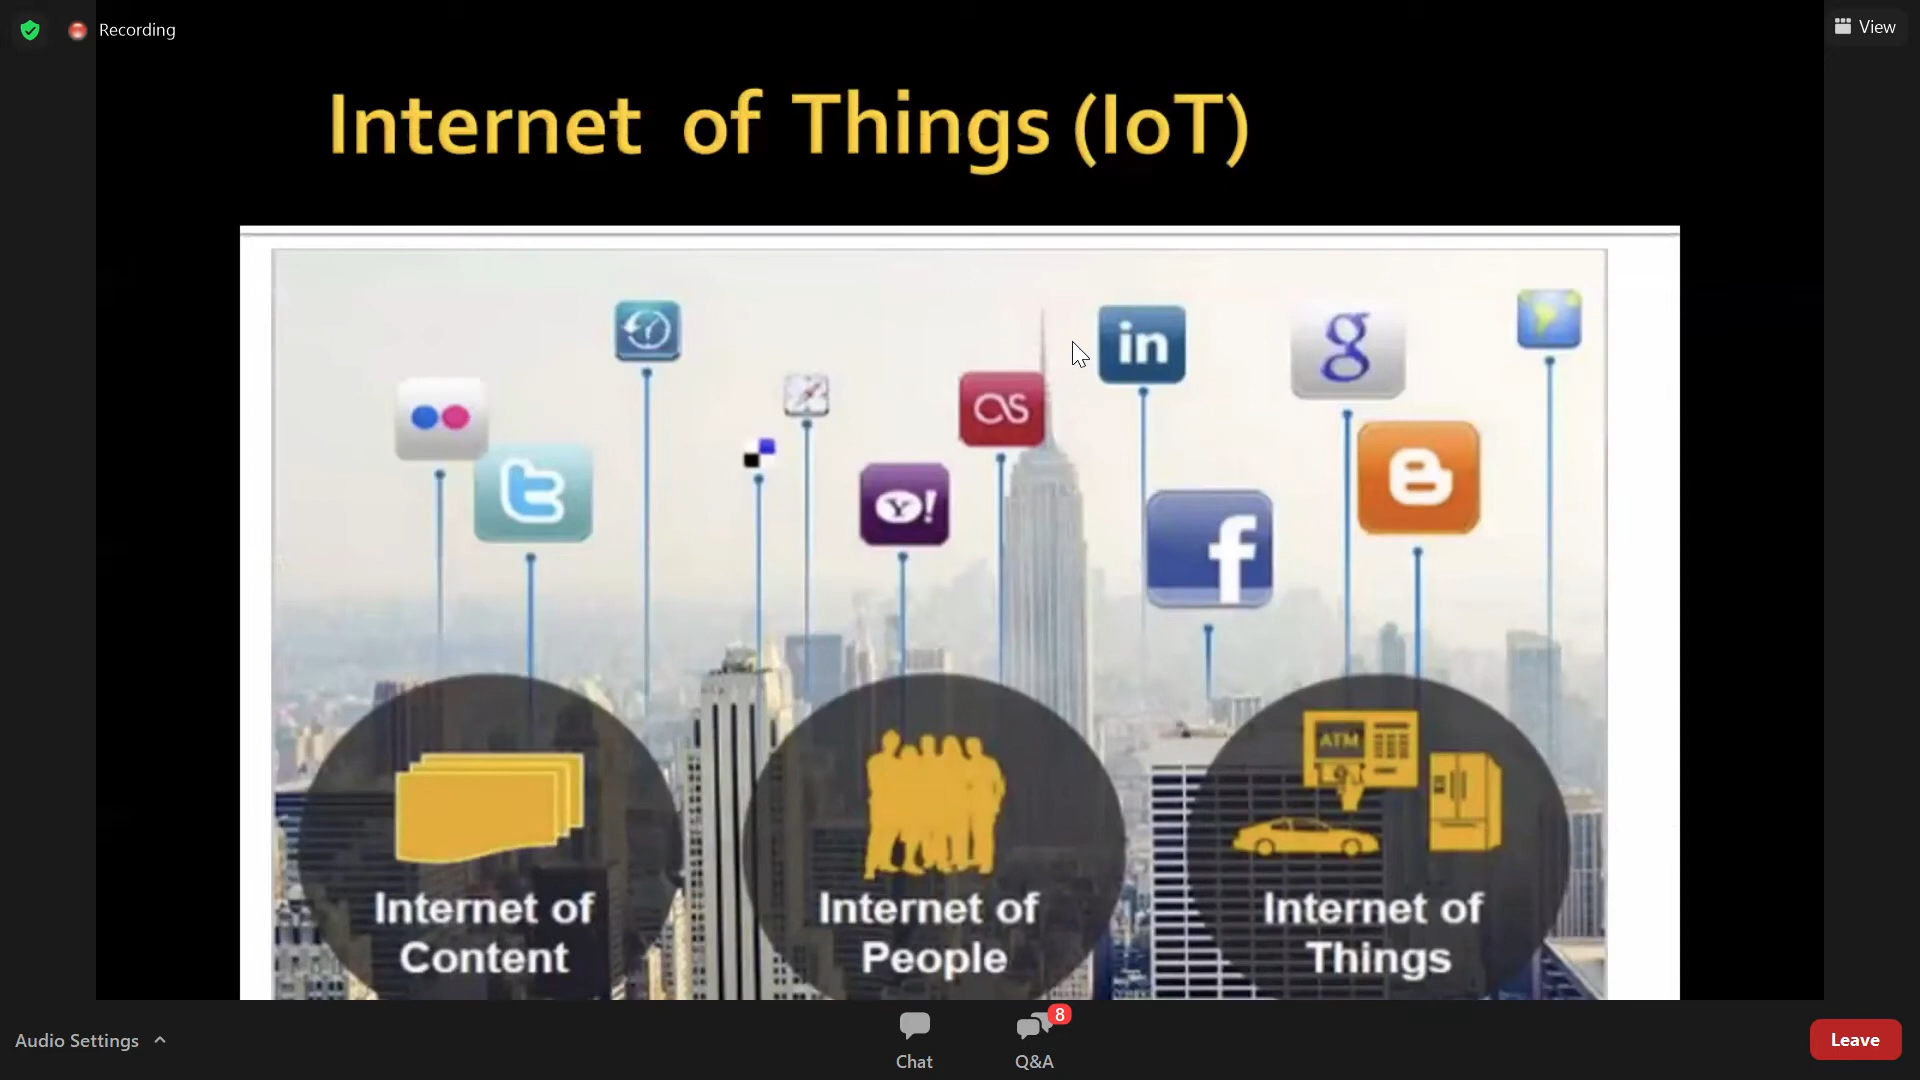 Recording
View
Internet of Things (IoT)
in
g
t
as
Y!
f
B
ATM
Internet of
Content
Internet of
People
Internet of
Things
Audio Settings
Chat
8
Q&A
Leave